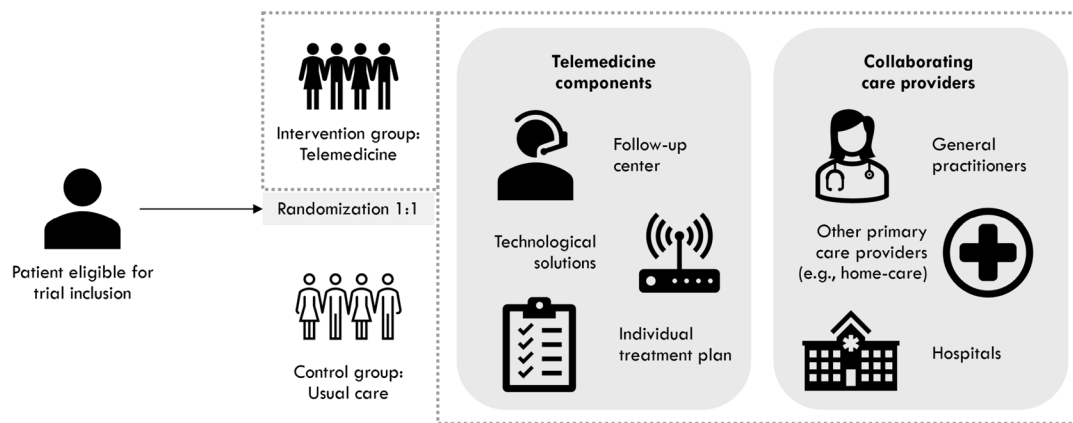 Patient eligible for
trial inclusion
Intervention group:
Telemedicine
Randomization 1:1
Control group:
Usual care
Telemedicine
components
Follow-up
center
Technological
solutions
Individual
treatment plan
Collaborating
care providers
General
practitioners
Other primary
care providers
(e.g., home-care)
Hospitals